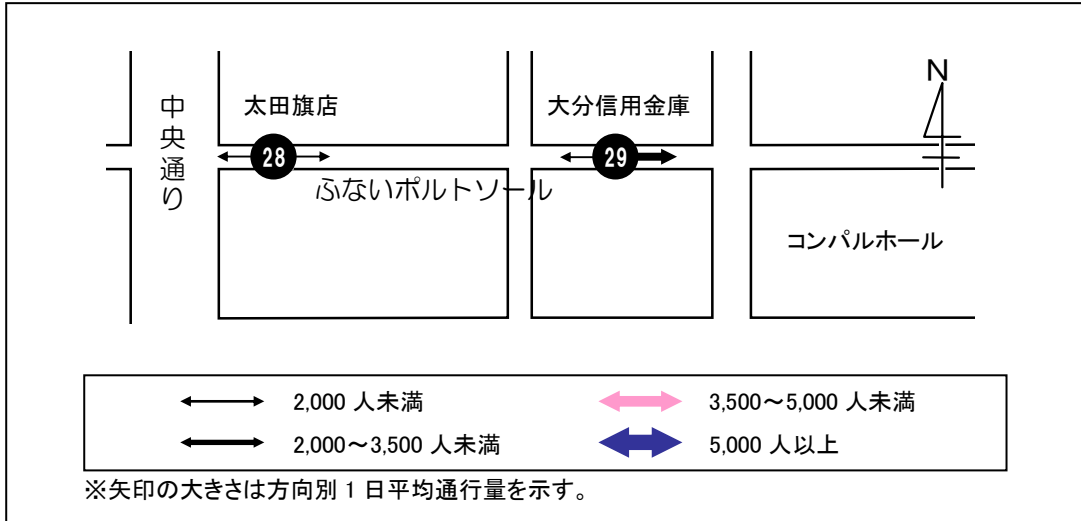 N
中央通り
太田旗店
大分信用金庫
28
29
ふないポルトソール
コンパルホール
2,000 人未満
3,500～5,000 人未満
2,000～3,500 人未満
5,000 人以上
※矢印の大きさは方向別 1 日平均通行量を示す。